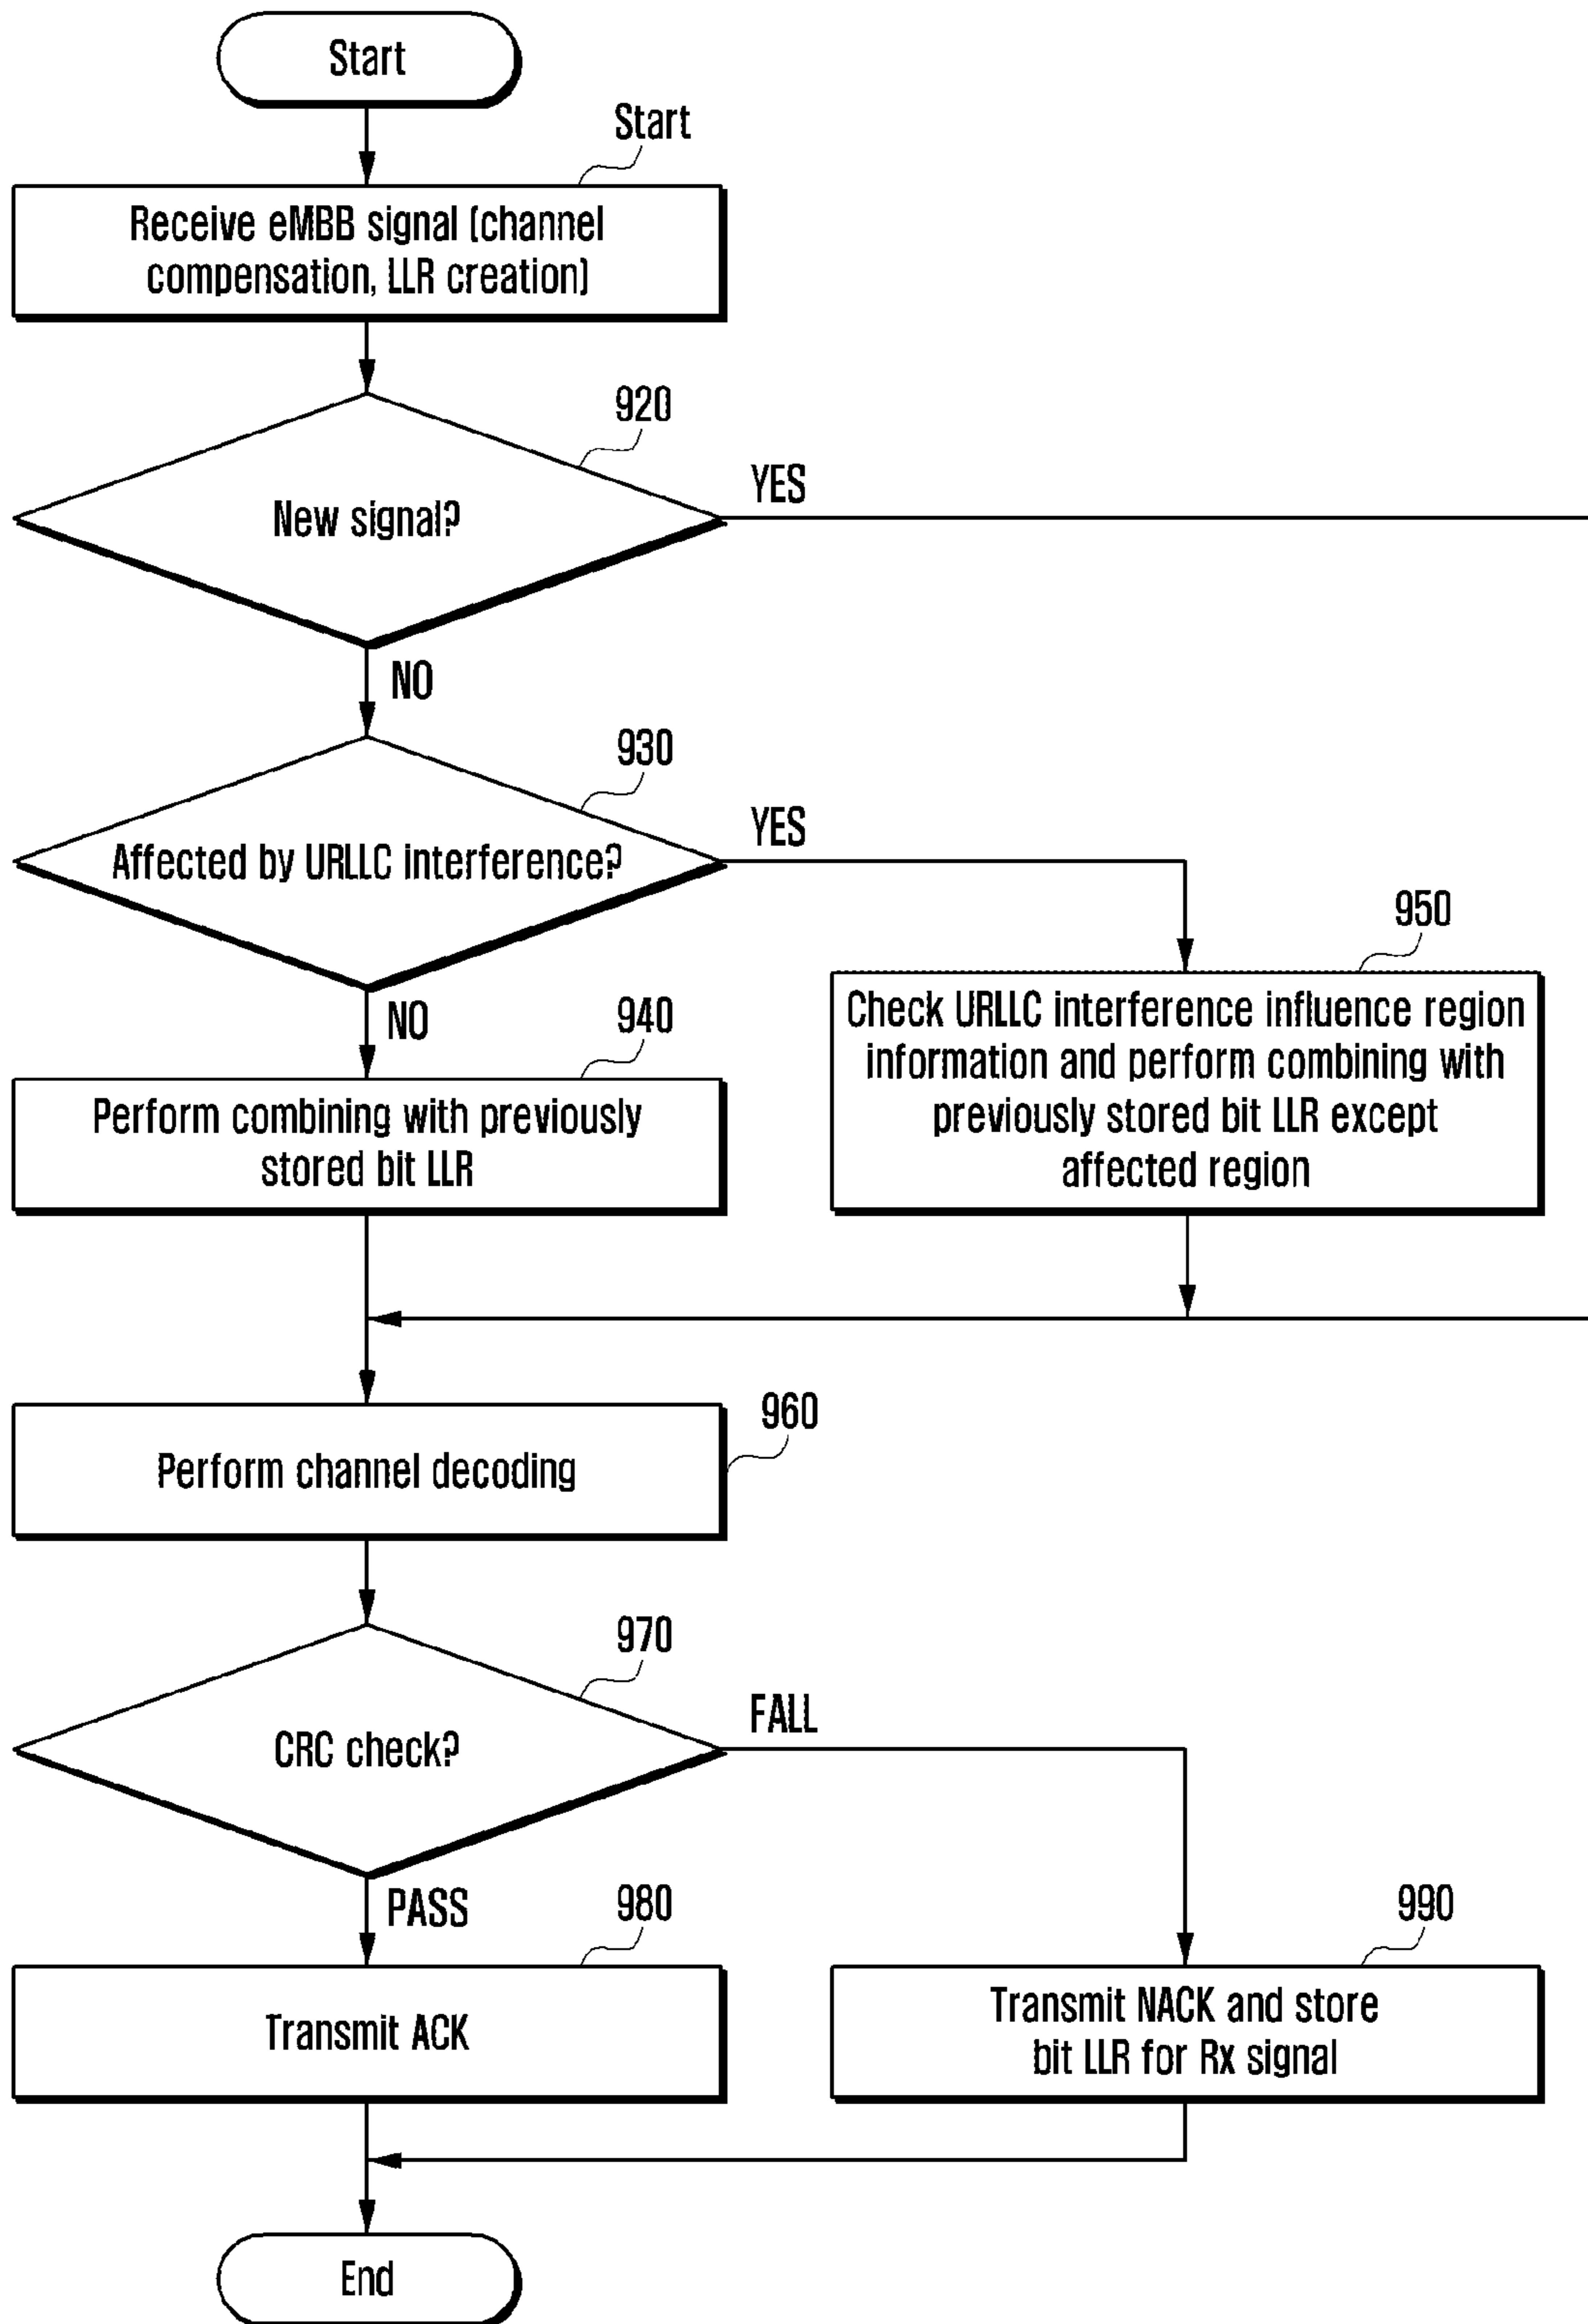 Start
Start
Receive eMBB signal (channel
compensation, LLR creation)
920
New signal?
YES
NO
930
Affected by URLLC interference?
YES
NO
940
Perform combining with previously
stored bit LLR
950
Check URLLC interference influence region
information and perform combining with
previously stored bit LLR except
affected region
960
Perform channel decoding
970
CRC check?
FALL
PASS
980
Transmit ACK
990
Transmit NACK and store
bit LLR for Rx signal
End